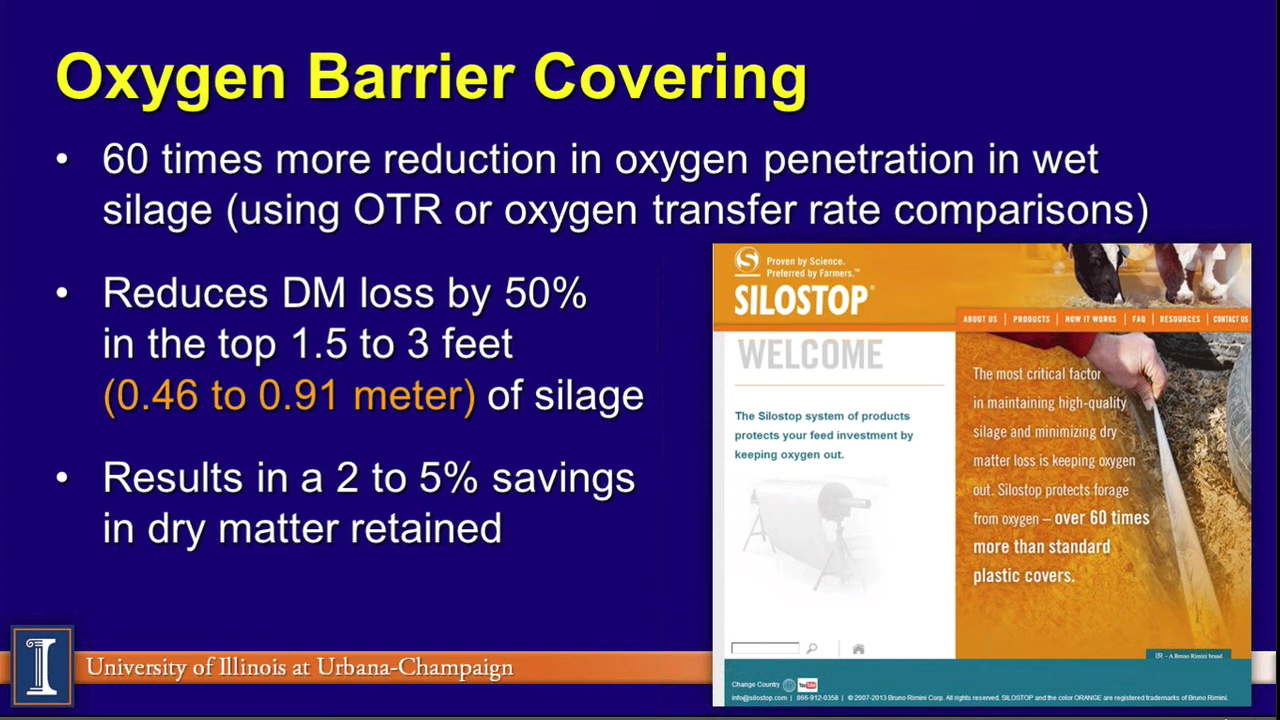 Oxygen Barrier Covering
• 60 times more reduction in oxygen penetration in wet
silage (using OTR or oxygen transfer rate comparisons)
• Reduces DM loss by 50%
in the top 1.5 to 3 feet
(0.46 to 0.91 meter) of silage
• Results in a 2 to 5% savings
in dry matter retained
S
Proven by Science.
Preferred by Farmers.™
SILOSTOP®
ABOUT US | PRODUCTS | HOW IT WORKS | FAQ | RESOURCES | CONTACT US
WELCOME
The Silostop system of products
protects your feed investment by
keeping oxygen out.
The most critical factor
in maintaining high-quality
silage and minimizing dry
matter loss is keeping oxygen
out. Silostop protects forage
from oxygen – over 60 times
more than standard
plastic covers.
– A Bruno Rimini brand
Change Country YouTube
info@silostop.com | 866-912-0358 | © 2007-2013 Bruno Rimini Corp. All rights reserved. SILOSTOP and the color ORANGE are registered trademarks of Bruno Rimini.
I
University of Illinois at Urbana-Champaign